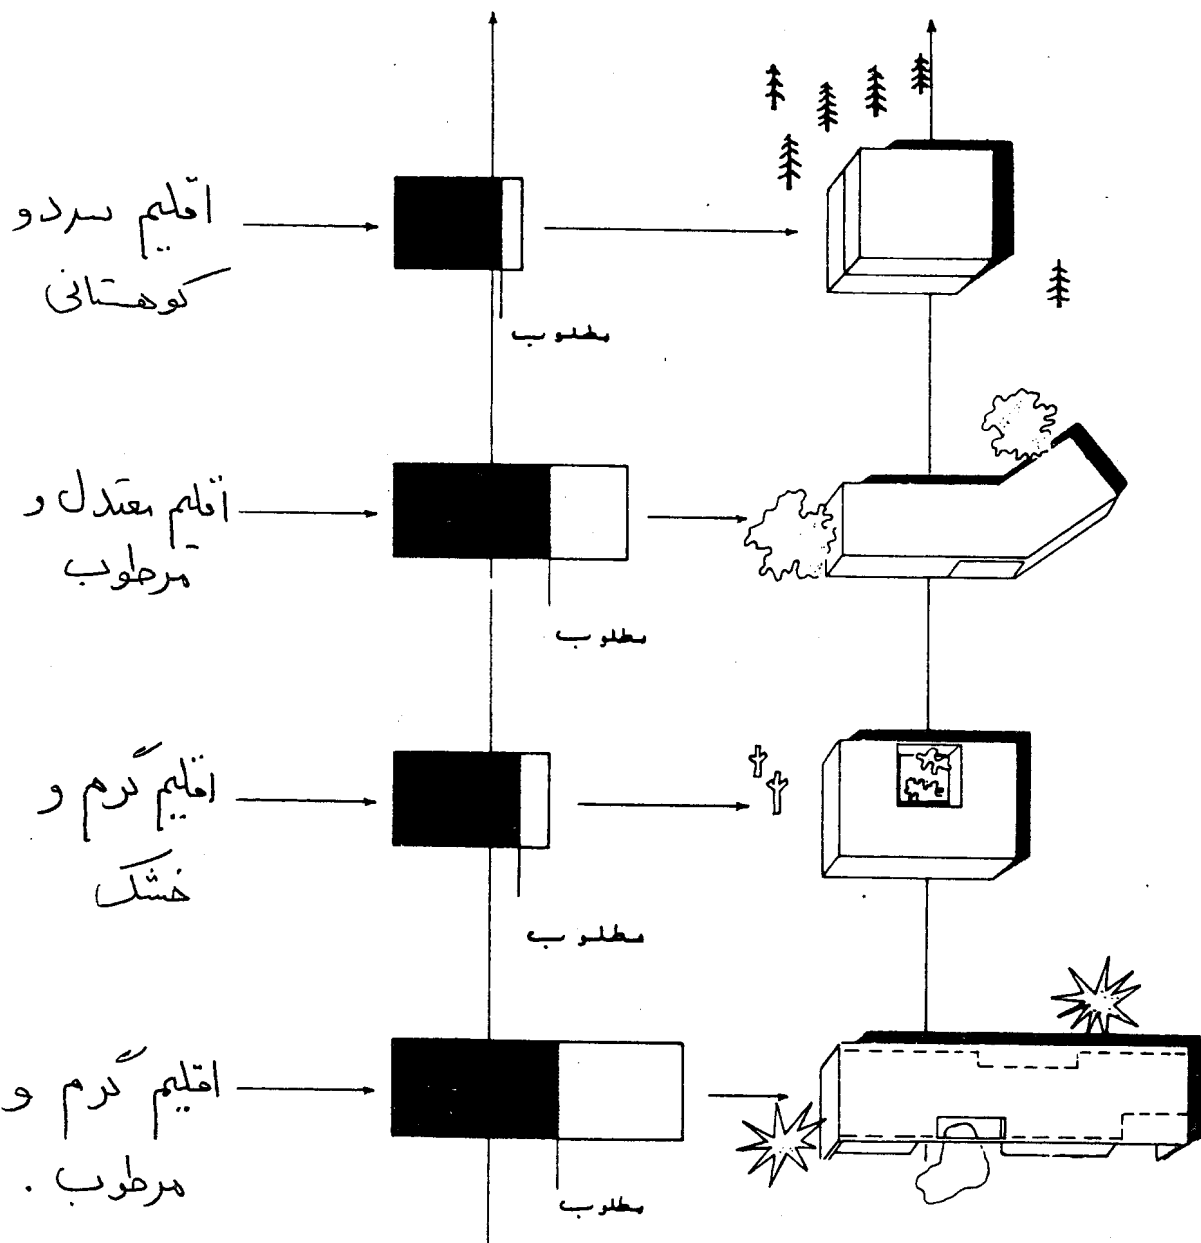 اقلیم سرد و
کوهستانی
مطلوب
اقلیم معتدل و
مرطوب
مطلوب
اقلیم گرم و
خشک
مطلوب
اقلیم گرم و
مرطوب .
مطلوب